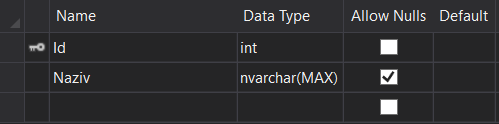 Name Data Type Allow Nulls Default
Id int
Naziv nvarchar(MAX)